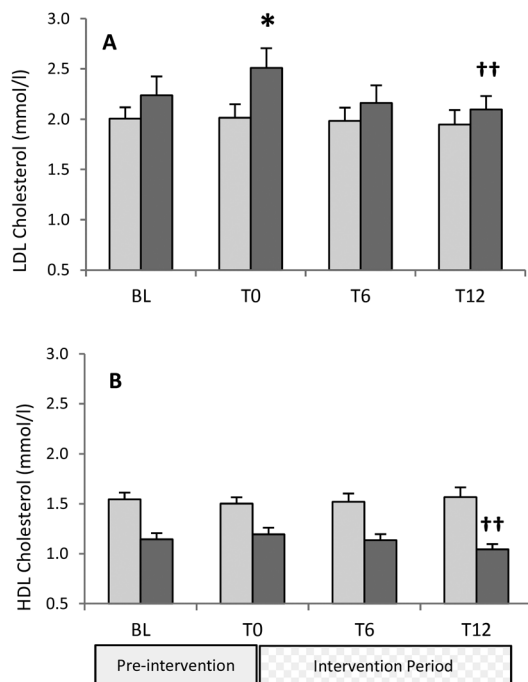 3.0
A
*
2.5
††
2.0
1.5
1.0
0.5
LDL Cholesterol (mmol/l)
BL T0 T6 T12
3.0
B
2.5
2.0
1.5
††
1.0
0.5
HDL Cholesterol (mmol/l)
BL T0 T6 T12
Pre-intervention Intervention Period